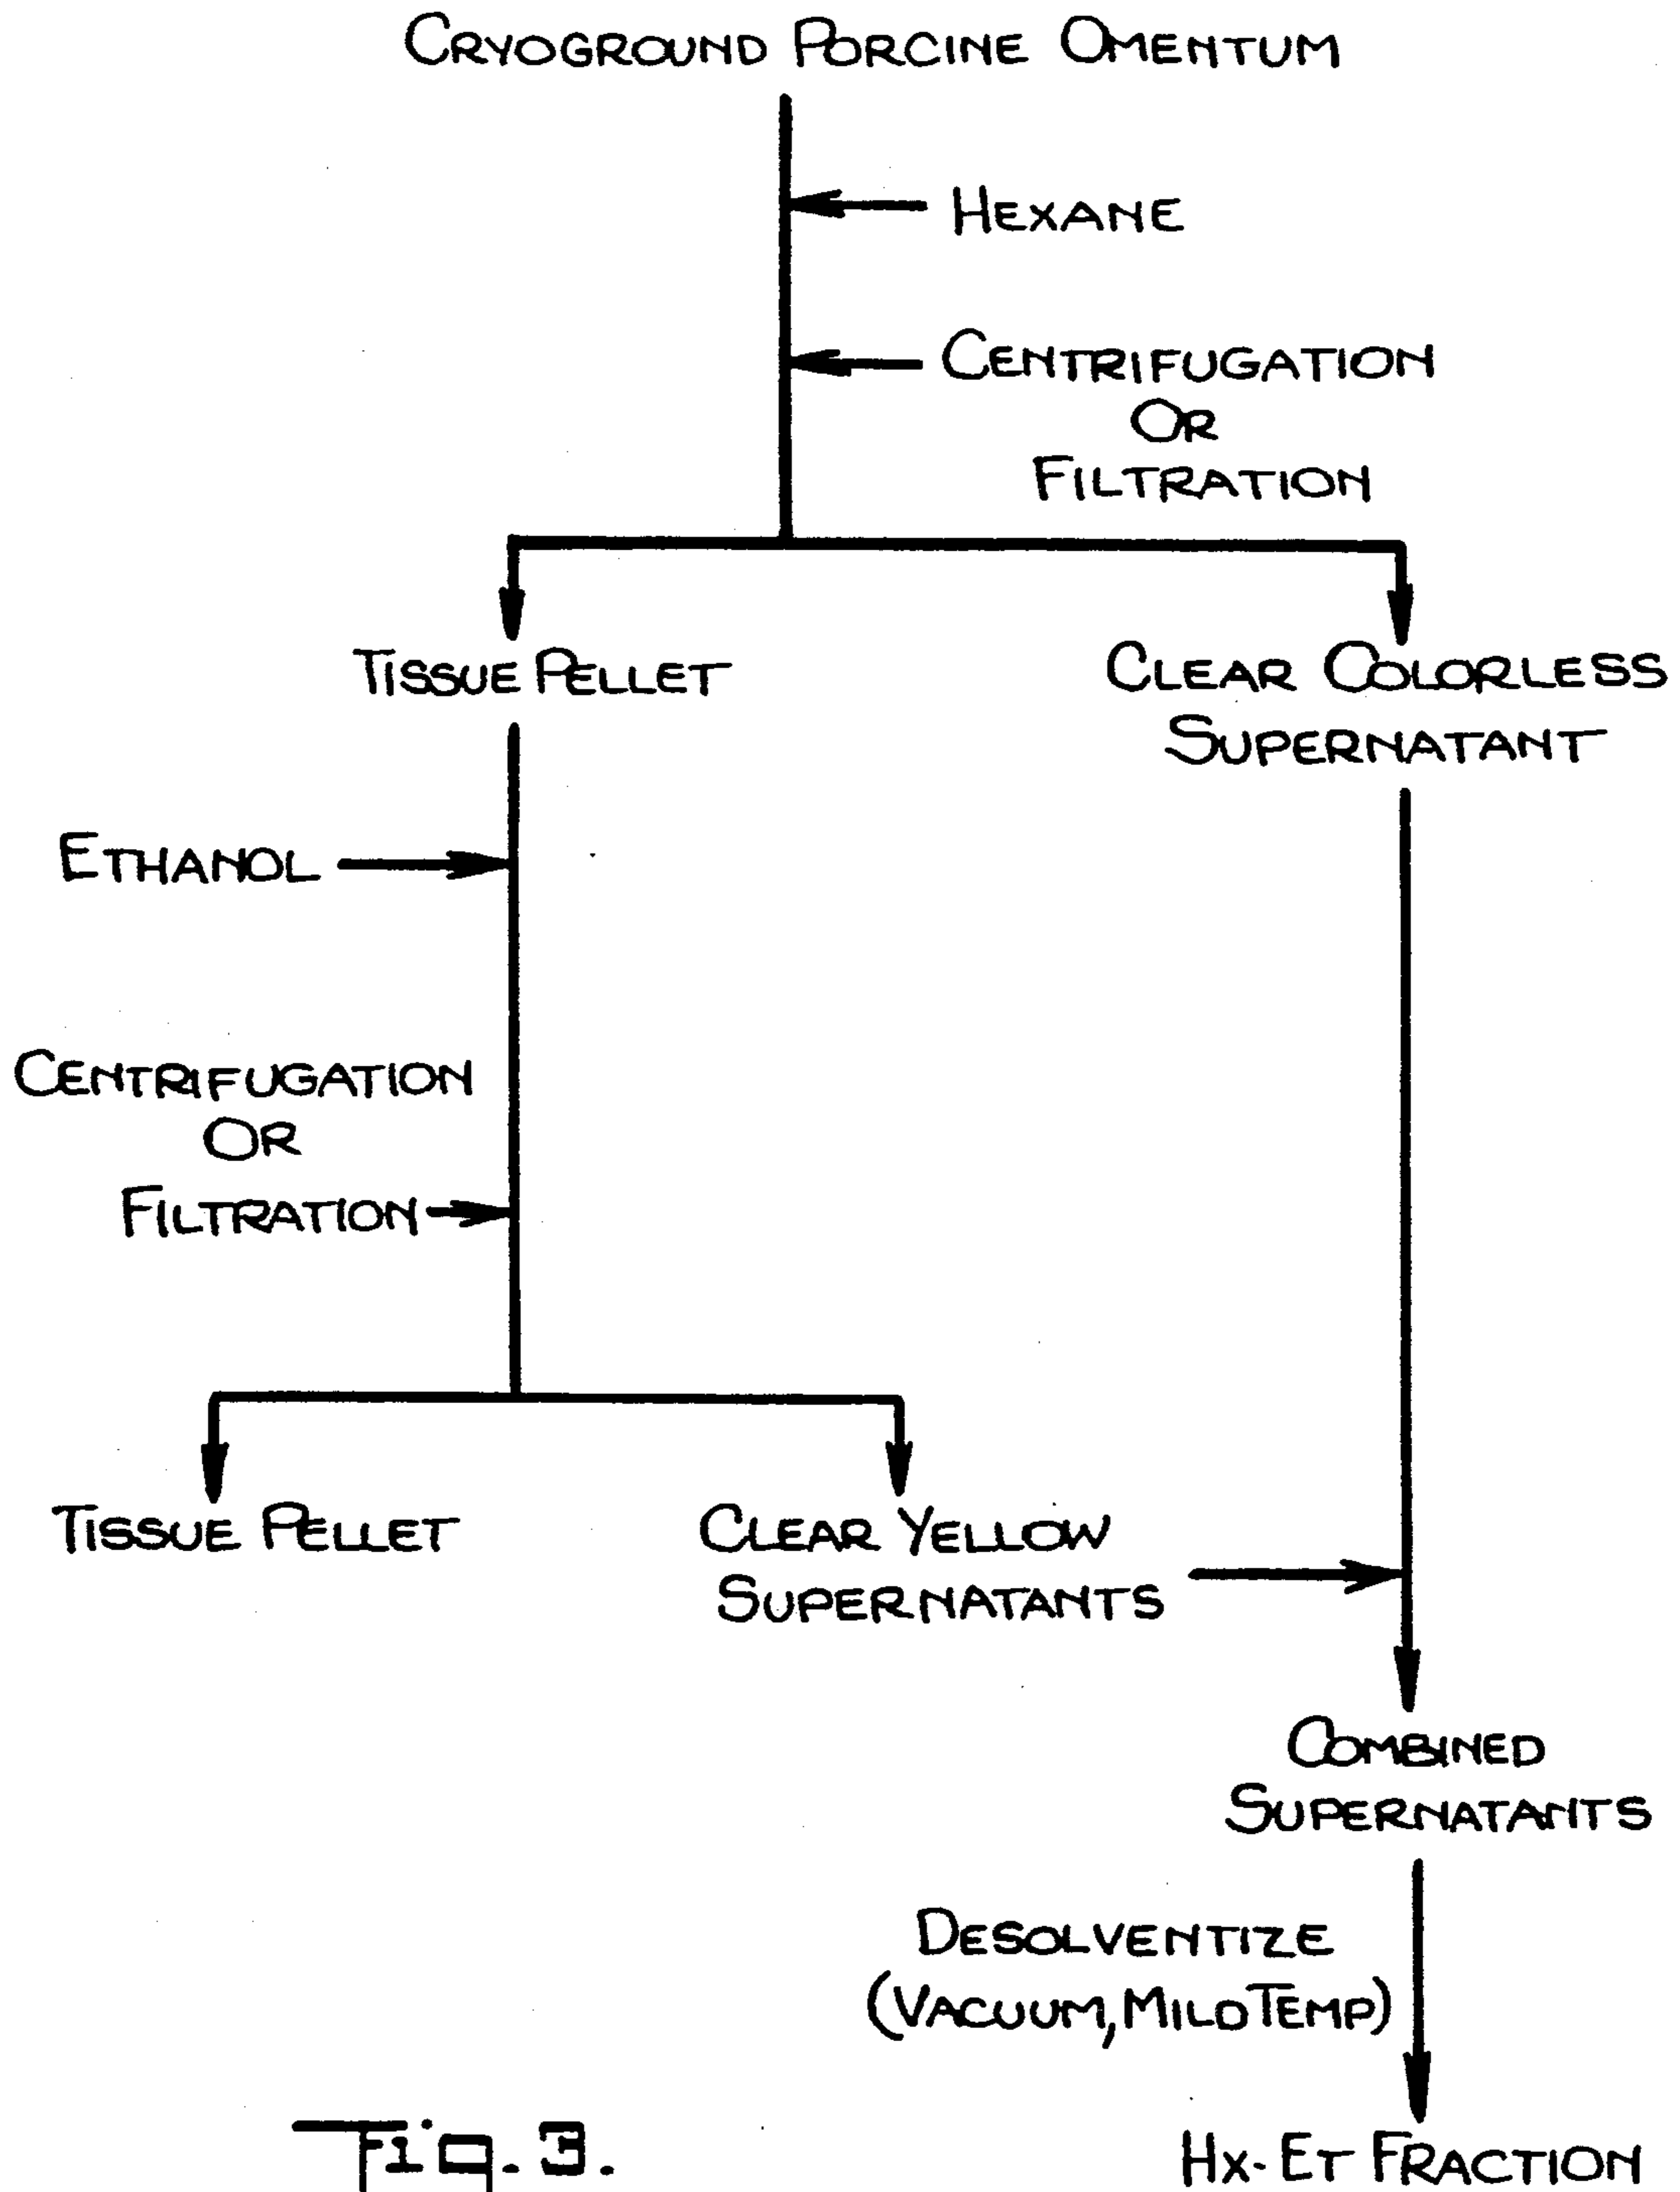 CRYOGROUND PORCINE OMENTUM
HEXANE
CENTRIFUGATION
OR
FILTRATION
TISSUE PELLET
CLEAR COLORLESS
SUPERNATANT
ETHANOL
CENTRIFUGATION
OR
FILTRATION
TISSUE PELLET
CLEAR YELLOW
SUPERNATANTS
COMBINED
SUPERNATANTS
DESOLVENTIZE
(VACUUM, MILD TEMP)
HX-ET FRACTION
Fig. 3.